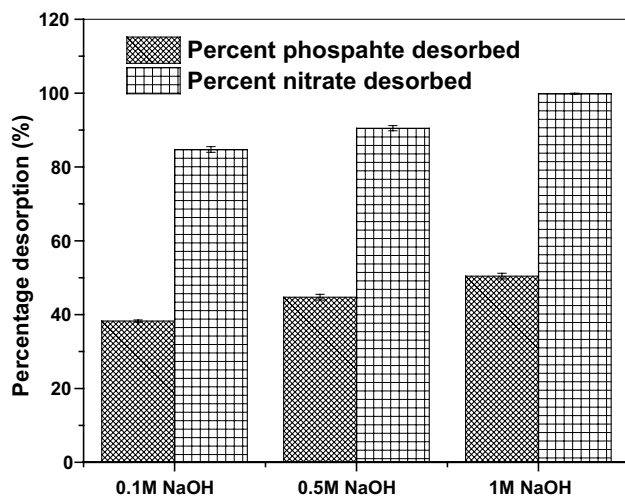 120
100
80
60
40
20
0
Percentage desorption (%)
Percent phospahte desorbed
Percent nitrate desorbed
0.1M NaOH 0.5M NaOH 1M NaOH